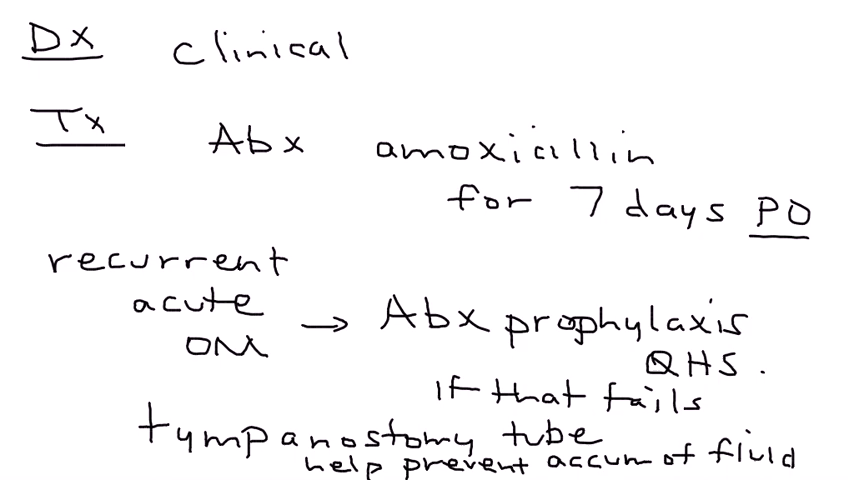 Dx clinical
Tx Abx amoxicillin
for 7 days PO
recurrent
acute
OM → Abx prophylaxis
QHS.
If that fails
tympanostomy tube
help prevent accum of fluid